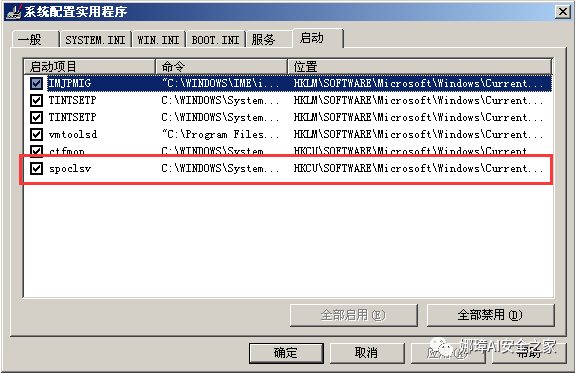 系统配置实用程序
一般 SYSTEM.INI WIN.INI BOOT.INI 服务 启动
启动项目 命令 位置
IMJPMIG "C:\WINDOWS\IME\i... HKLM\SOFTWARE\Microsoft\Windows\Current...
TINTSETP C:\WINDOWS\System... HKLM\SOFTWARE\Microsoft\Windows\Current...
TINTSETP C:\WINDOWS\System... HKLM\SOFTWARE\Microsoft\Windows\Current...
vmtoolsd "C:\Program Files... HKLM\SOFTWARE\Microsoft\Windows\Current...
ctfmon C:\WINDOWS\System... HKCU\SOFTWARE\Microsoft\Windows\Current...
spoclsv C:\WINDOWS\System... HKCU\SOFTWARE\Microsoft\Windows\Current...
全部启用(E) 全部禁用(D)
确定 取消 帮助
娜璋AI安全之家